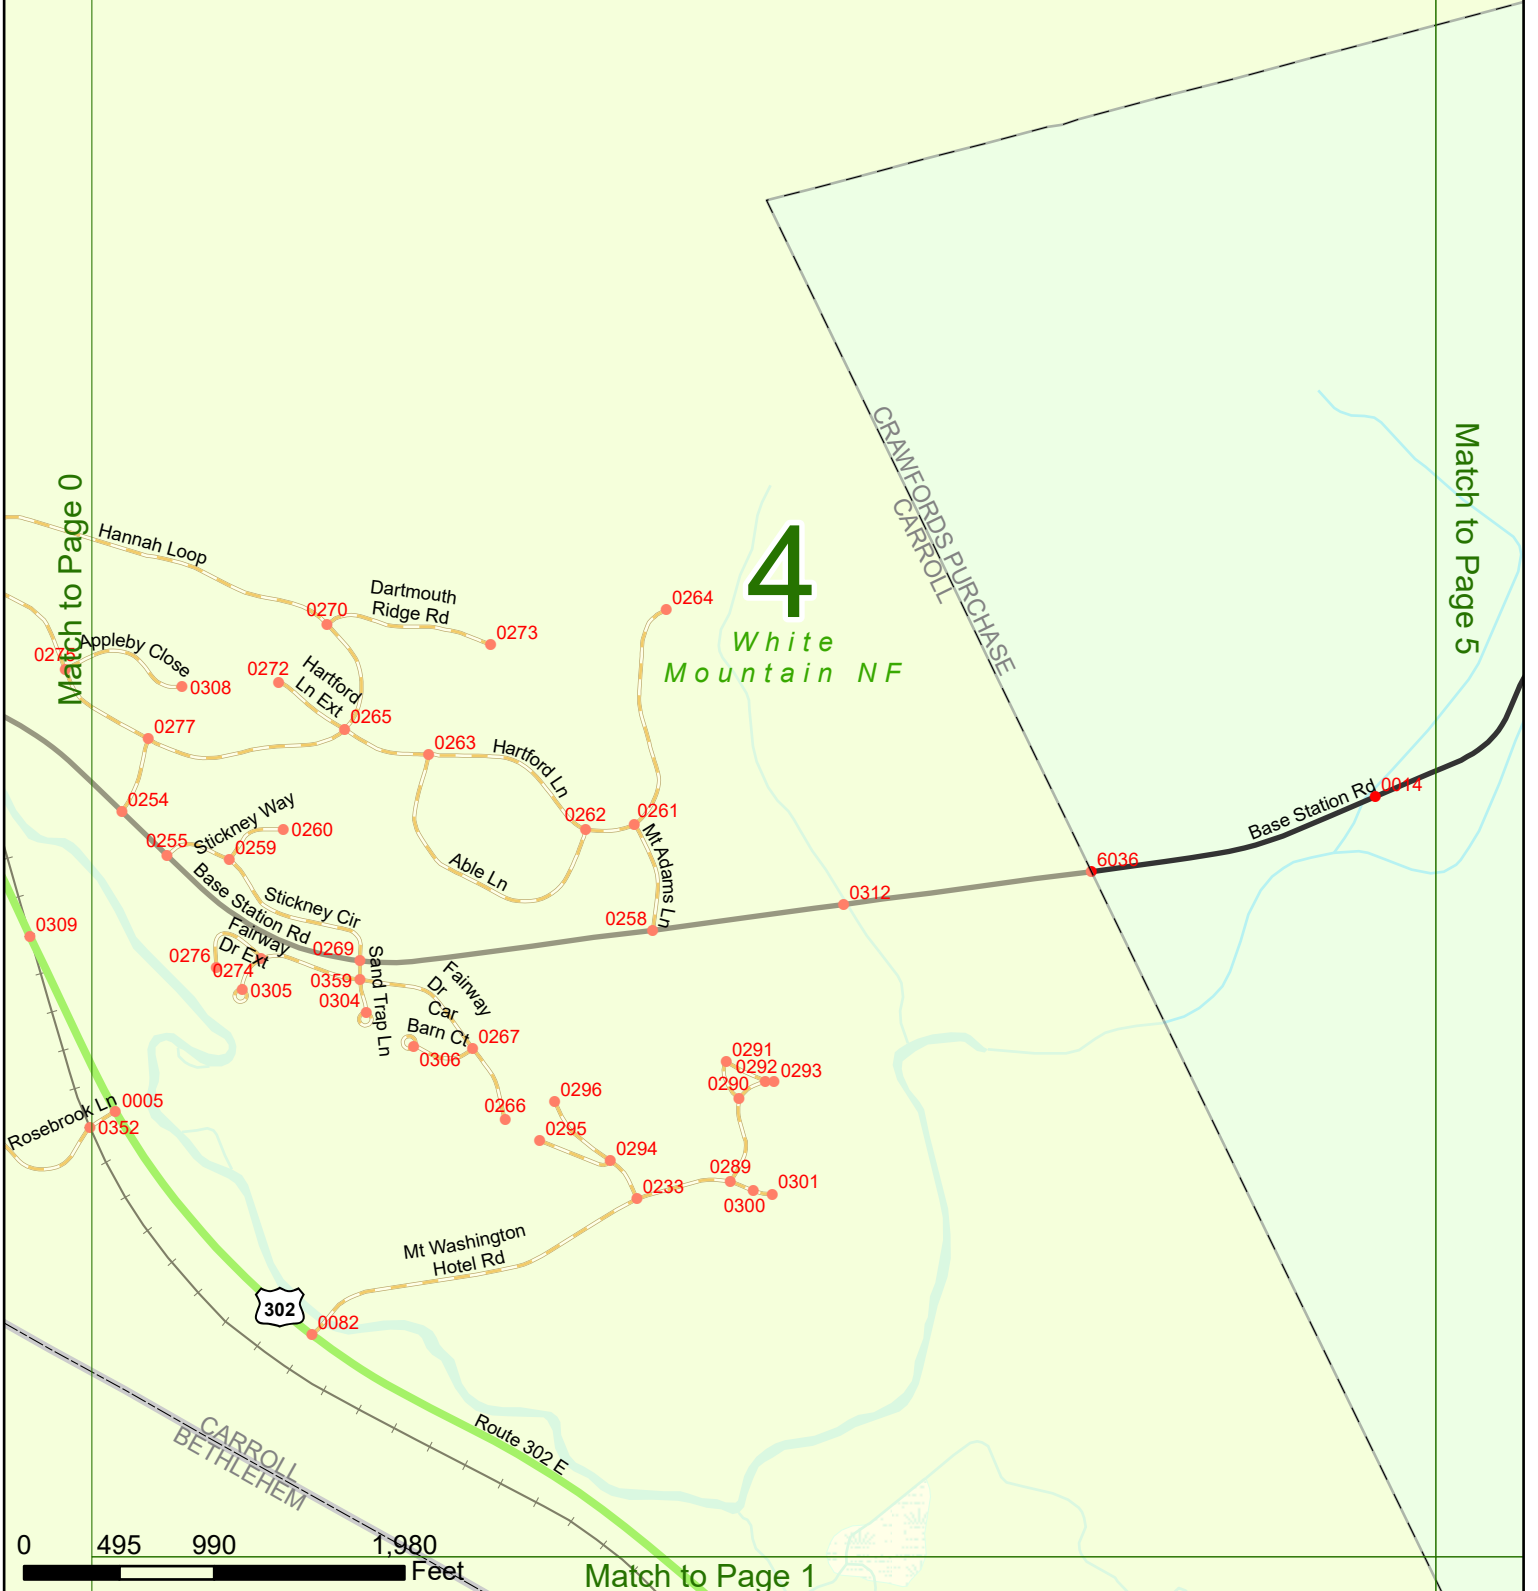 CRAWFORDS PURCHASE
CARROLL
Match to Page 0
Match to Page 5
4
White
Mountain NF
Hannah Loop
Dartmouth
Ridge Rd
0264
0270
0273
Appleby Close
0272
Hartford
Ln Ext
0308
0265
0277
0263
Hartford Ln
0254
0014
Base Station Rd
Stickney Way
0260
0262
0261
Mt Adams Ln
0255
0259
6036
Able Ln
Base Station Rd
Stickney Cir
0312
0258
0309
Fairway
Dr Ext
0269
0276
0274
0359
0305
0304
Sand Trap Ln
Fairway
Dr
Car
Barn Ct
0267
0306
0291
0292
0293
0290
0296
0266
0295
0005
Rosebrook Ln
0352
0294
0289
0301
0300
0233
Mt Washington
Hotel Rd
302
0082
Route 302 E
CARROLL
BETHLEHEM
0 495 990 1,980
Feet
Match to Page 1